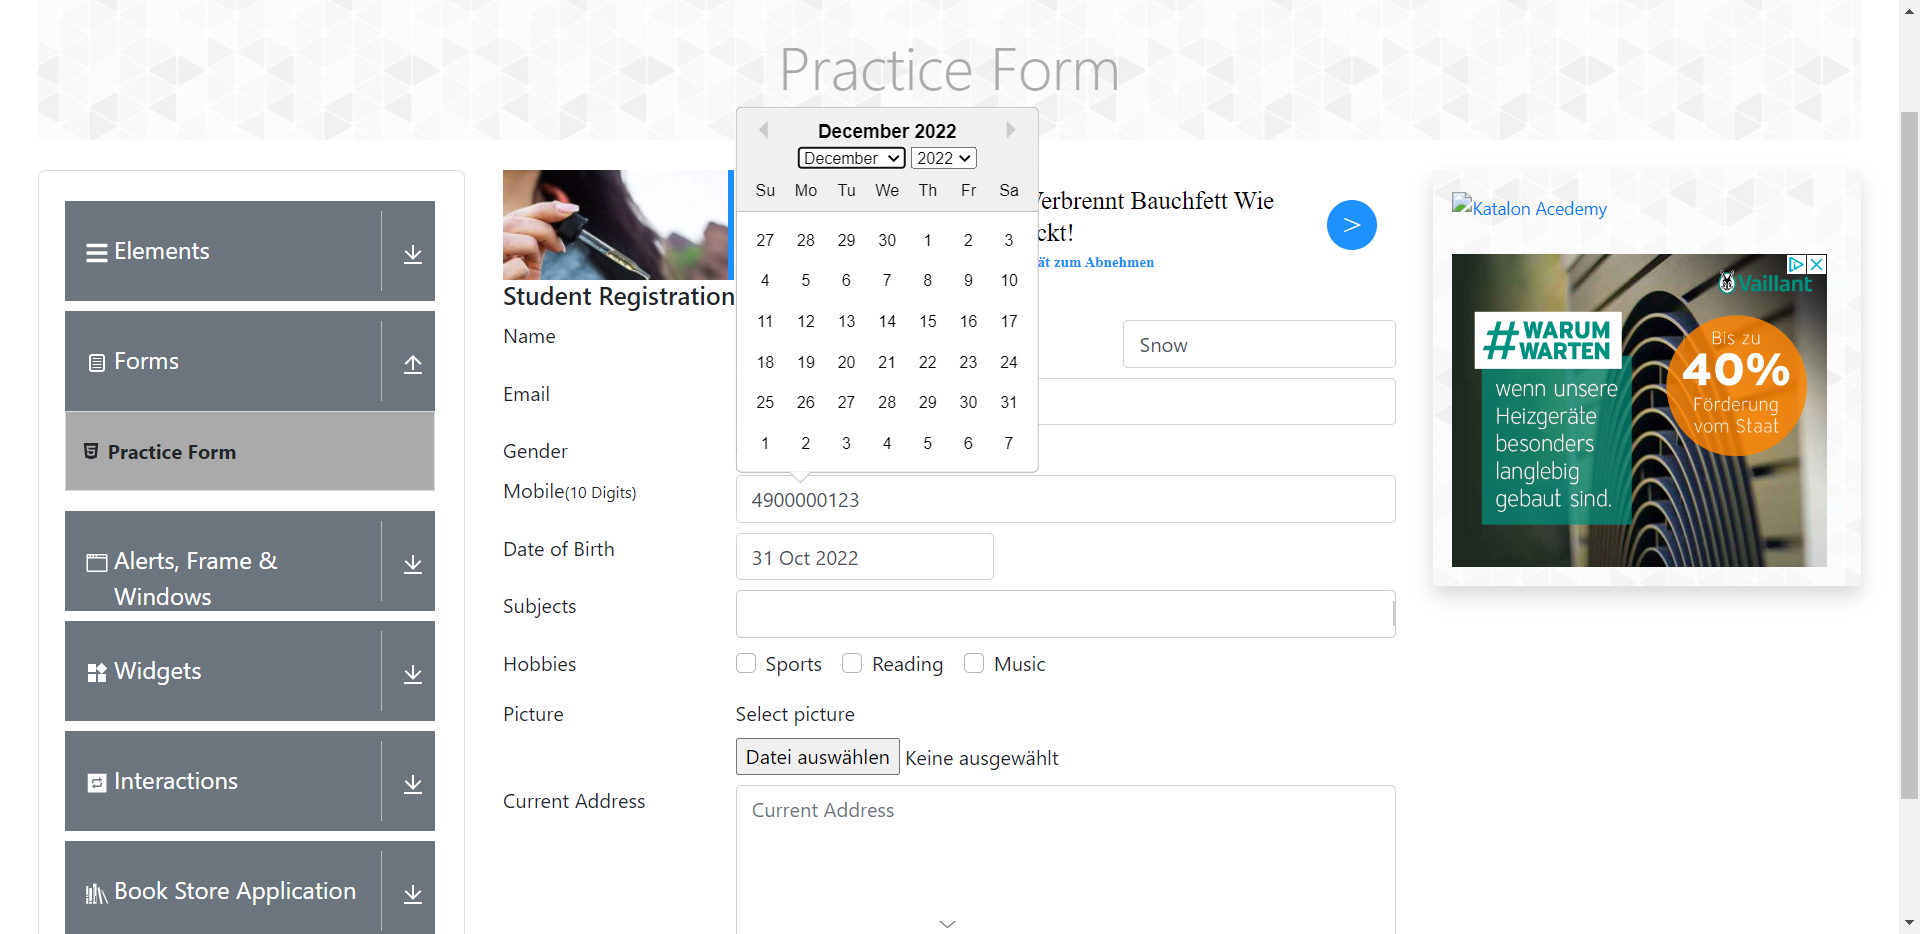 Practice Form
December 2022
December 2022
Su Mo Tu We Th Fr Sa
27 28 29 30 1 2 3
4 5 6 7 8 9 10
11 12 13 14 15 16 17
18 19 20 21 22 23 24
25 26 27 28 29 30 31
1 2 3 4 5 6 7
Elements
Forms
Practice Form
Alerts, Frame &
Windows
Widgets
Interactions
Book Store Application
erbrennt Bauchfett Wie
ckt!
ät zum Abnehmen
>
Student Registration
Name
Snow
Email
Gender
Mobile(10 Digits)
4900000123
Date of Birth
31 Oct 2022
Subjects
Hobbies
Sports Reading Music
Picture
Select picture
Datei auswählen Keine ausgewählt
Current Address
Current Address
Katalon Acedemy
Vaillant
#WARUM
WARTEN
wenn unsere
Heizgeräte
besonders
langlebig
gebaut sind.
Bis zu
40%
Förderung
vom Staat